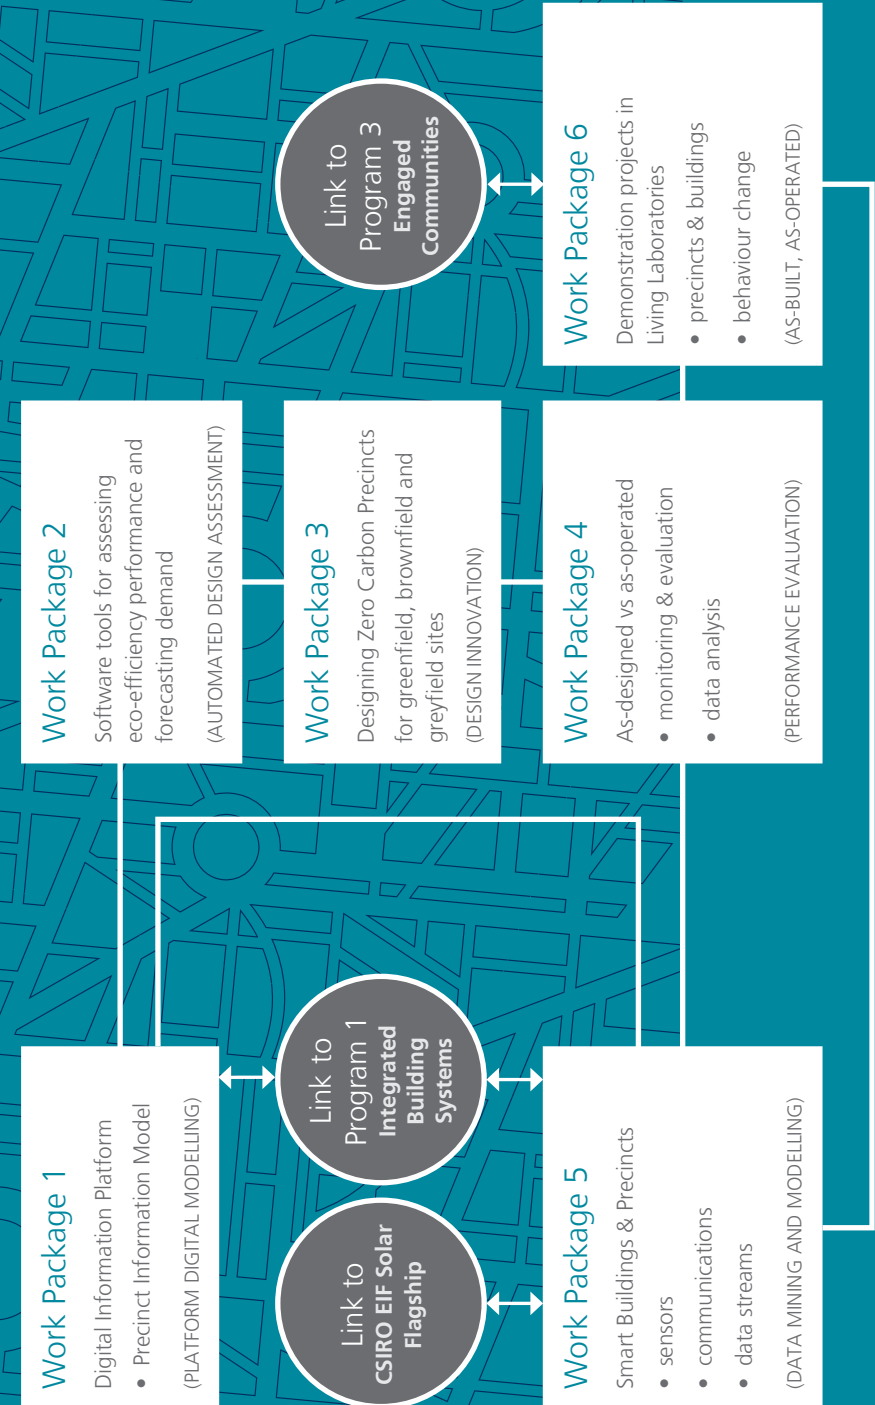 Work Package 1
Digital Information Platform
• Precinct Information Model
(PLATFORM DIGITAL MODELLING)
Work Package 2
Software tools for assessing
eco-efficiency performance and
forecasting demand
(AUTOMATED DESIGN ASSESSMENT)
Link to
CSIRO EIF Solar
Flagship
Link to
Program 1
Integrated
Building
Systems
Work Package 3
Designing Zero Carbon Precincts
for greenfield, brownfield and
greyfield sites
(DESIGN INNOVATION)
Link to
Program 3
Engaged
Communities
Work Package 5
Smart Buildings & Precincts
• sensors
• communications
• data streams
(DATA MINING AND MODELLING)
Work Package 4
As-designed vs as-operated
• monitoring & evaluation
• data analysis
(PERFORMANCE EVALUATION)
Work Package 6
Demonstration projects in
Living Laboratories
• precincts & buildings
• behaviour change
(AS-BUILT, AS-OPERATED)